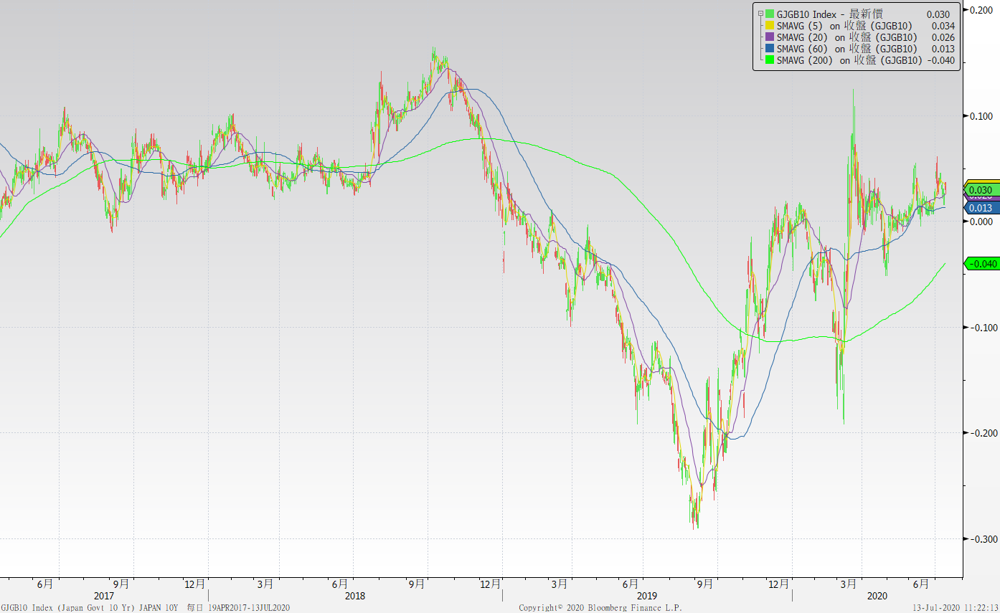 GJGB10 Index - 最新價 0.030
SMAVG (5) on 收盤 (GJGB10) 0.034
SMAVG (20) on 收盤 (GJGB10) 0.026
SMAVG (60) on 收盤 (GJGB10) 0.013
SMAVG (200) on 收盤 (GJGB10) -0.040
0.200
0.100
0.030
0.013
0.000
-0.040
-0.100
-0.200
-0.300
6月 9月 12月 3月 6月 9月 12月 3月 6月 9月 12月 3月 6月
2017 2018 2019 2020
GJGB10 Index (Japan Govt 10 Yr) JAPAN 10Y 每日 19APR2017-13JUL2020 Copyright© 2020 Bloomberg Finance L.P. 13-Jul-2020 11:22:13